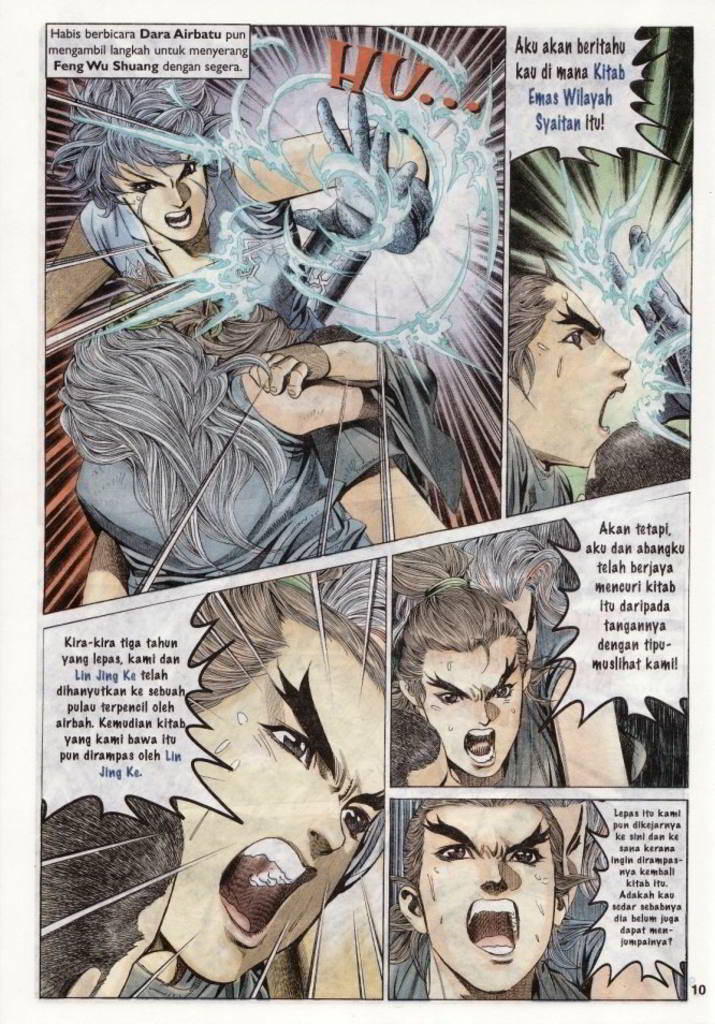 Habis berbicara Dara Airbatu pun
mengambil langkah untuk menyerang
Feng Wu Shuang dengan segera.
HU...
Aku akan beritahu
kau di mana Kitab
Emas Wilayah
Syaitan itu!
Kira-kira tiga tahun
yang lepas, kami dan
Lin Jing Ke telah
dihanyutkan ke sebuah
pulau terpencil oleh
airbah. Kemudian kitab
yang kami bawa itu
pun dirampas oleh Lin
Jing Ke.
Akan tetapi,
aku dan abangku
telah berjaya
mencuri kitab
itu daripada
tangannya
dengan tipu-
muslihat kami!
Lepas itu kami
pun dikejarnya
ke sini dan ke
sana kerana
ingin dirampas-
nya kembali
kitab itu.
Adakah kau
sedar sebabnya
dia belum juga
dapat men-
jumpainya?
10